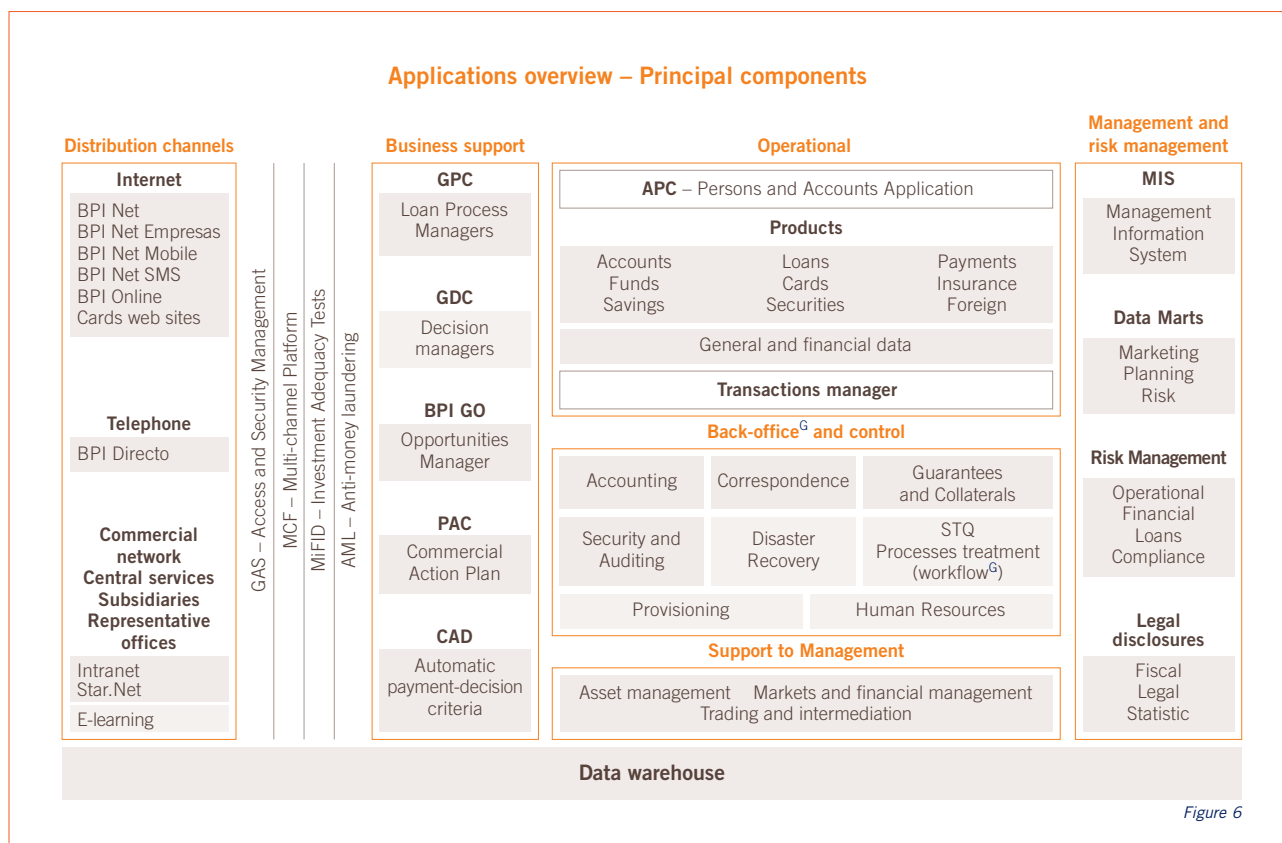 Applications overview – Principal components
Distribution channels
Internet
BPI Net
BPI Net Empresas
BPI Net Mobile
BPI Net SMS
BPI Online
Cards web sites
Telephone
BPI Directo
Commercial
network
Central services
Subsidiaries
Representative
offices
Intranet
Star.Net
E-learning
GAS – Access and Security Management
MCF – Multi-channel Platform
MiFID – Investment Adequacy Tests
AML – Anti-money laundering
Business support
GPC
Loan Process
Managers
GDC
Decision
managers
BPI GO
Opportunities
Manager
PAC
Commercial
Action Plan
CAD
Automatic
payment-decision
criteria
Operational
APC – Persons and Accounts Application
Products
Accounts Loans Payments
Funds Cards Insurance
Savings Securities Foreign
General and financial data
Transactions manager
Back-officeG and control
Accounting
Correspondence
Guarantees
and Collaterals
Security and
Auditing
Disaster
Recovery
STQ
Processes treatment
(workflowG)
Provisioning
Human Resources
Support to Management
Asset management Markets and financial management
Trading and intermediation
Management and
risk management
MIS
Management
Information
System
Data Marts
Marketing
Planning
Risk
Risk Management
Operational
Financial
Loans
Compliance
Legal
disclosures
Fiscal
Legal
Statistic
Data warehouse
Figure 6